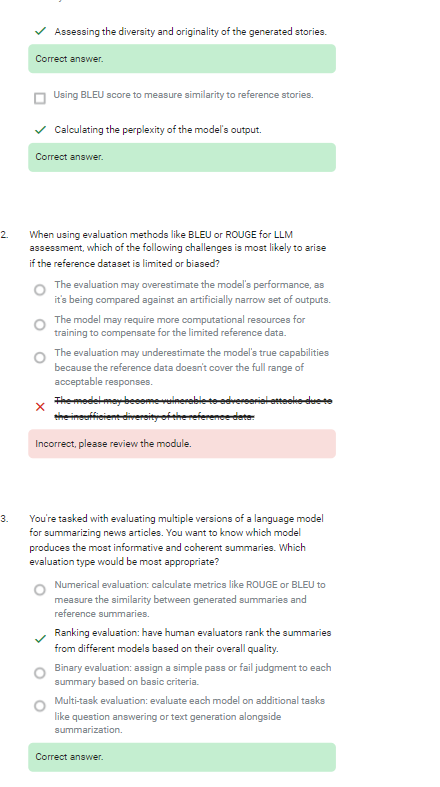 Assessing the diversity and originality of the generated stories.
Correct answer.
Using BLEU score to measure similarity to reference stories.
Calculating the perplexity of the model's output.
Correct answer.
2. When using evaluation methods like BLEU or ROUGE for LLM
assessment, which of the following challenges is most likely to arise
if the reference dataset is limited or biased?
The evaluation may overestimate the model's performance, as
it's being compared against an artificially narrow set of outputs.
The model may require more computational resources for
training to compensate for the limited reference data.
The evaluation may underestimate the model's true capabilities
because the reference data doesn't cover the full range of
acceptable responses.
The model may become vulnerable to adversarial attacks due to
the insufficient diversity of the reference data.
Incorrect, please review the module.
3. You're tasked with evaluating multiple versions of a language model
for summarizing news articles. You want to know which model
produces the most informative and coherent summaries. Which
evaluation type would be most appropriate?
Numerical evaluation: calculate metrics like ROUGE or BLEU to
measure the similarity between generated summaries and
reference summaries.
Ranking evaluation: have human evaluators rank the summaries
from different models based on their overall quality.
Binary evaluation: assign a simple pass or fail judgment to each
summary based on basic criteria.
Multi-task evaluation: evaluate each model on additional tasks
like question answering or text generation alongside
summarization.
Correct answer.